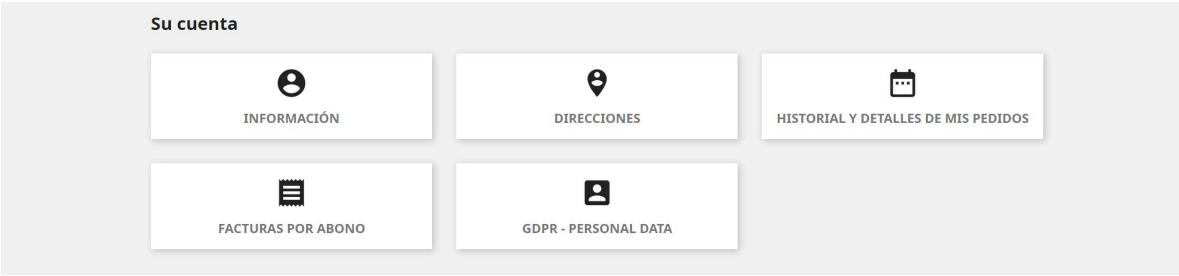 Su cuenta
INFORMACIÓN
DIRECCIONES
HISTORIAL Y DETALLES DE MIS PEDIDOS
FACTURAS POR ABONO
GDPR - PERSONAL DATA